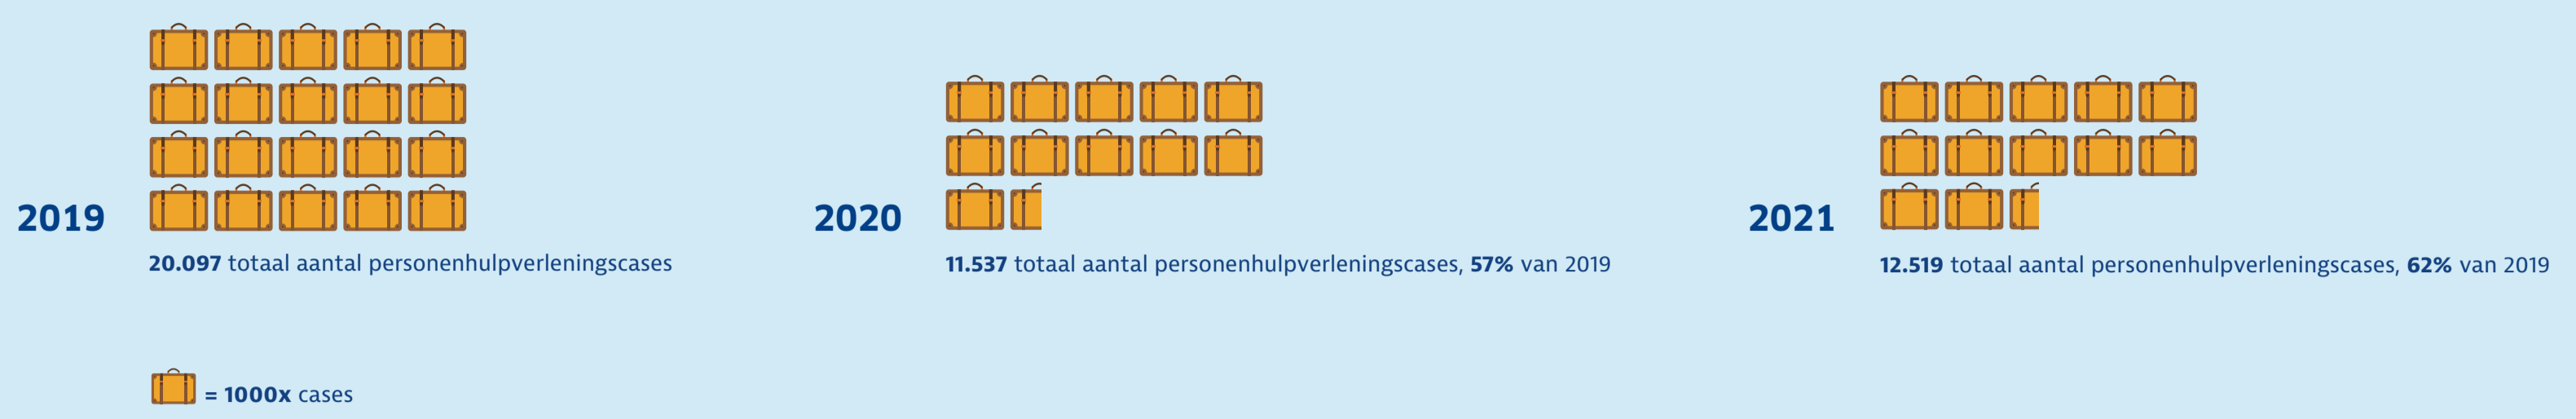 2019
20.097 totaal aantal personenhulpverleningscases
2020
11.537 totaal aantal personenhulpverleningscases, 57% van 2019
2021
12.519 totaal aantal personenhulpverleningscases, 62% van 2019
= 1000x cases